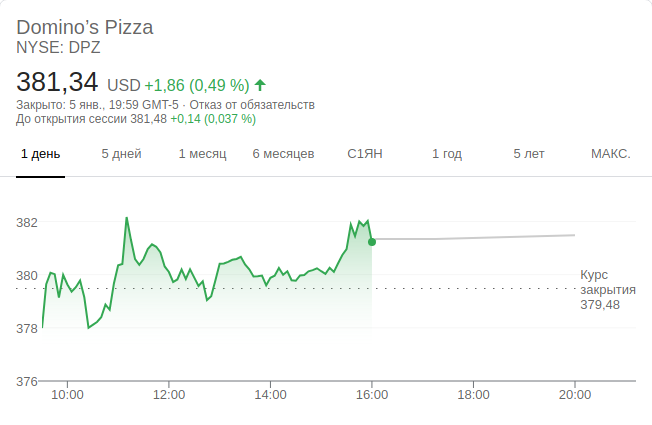 Domino’s Pizza
NYSE: DPZ
381,34 USD +1,86 (0,49 %)
Закрыто: 5 янв., 19:59 GMT-5 · Отказ от обязательств
До открытия сессии 381,48 +0,14 (0,037 %)
1 день 5 дней 1 месяц 6 месяцев С1ЯН 1 год 5 лет МАКС.
382
380
378
376
Курс
закрытия
379,48
10:00 12:00 14:00 16:00 18:00 20:00